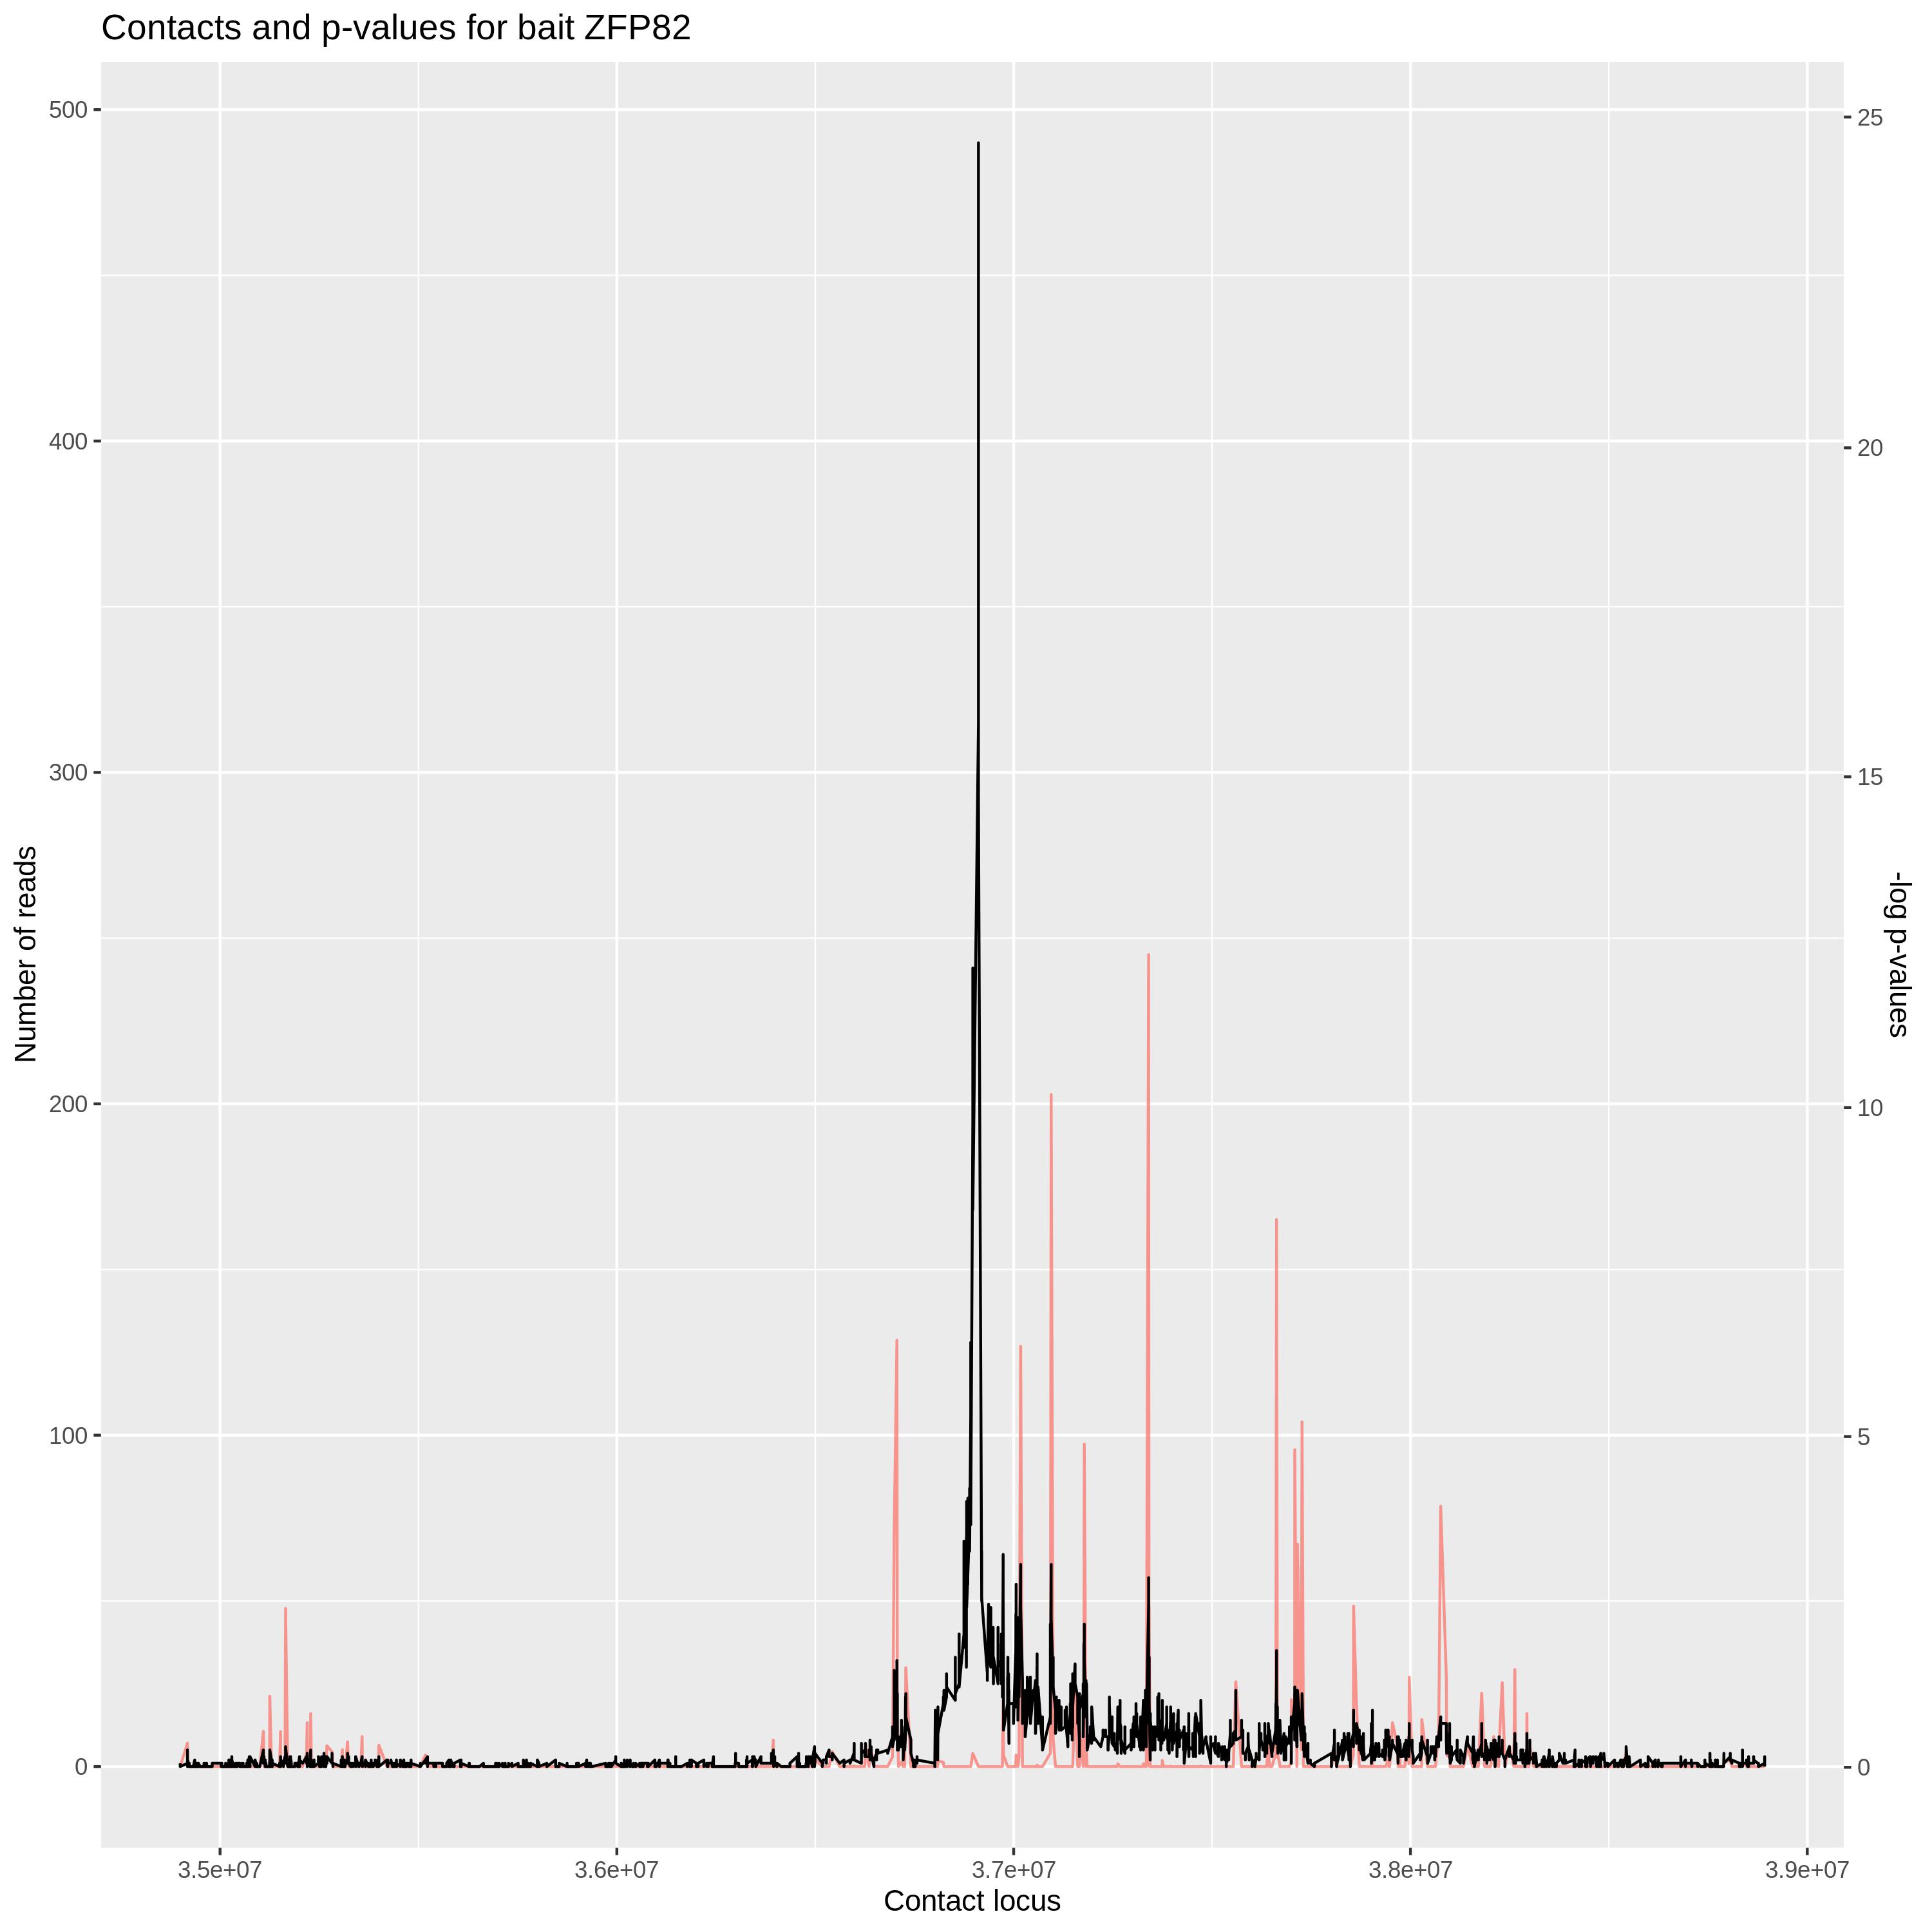 Contacts and p-values for bait ZFP82
Number of reads
500
400
300
200
100
0
25
20
15
10
5
0
-log p-values
3.5e+07 3.6e+07 3.7e+07 3.8e+07 3.9e+07
Contact locus